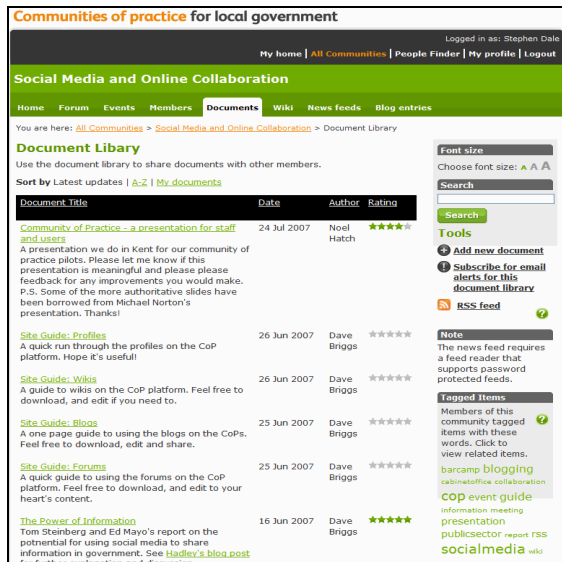 Communities of practice for local government
Logged in as: Stephen Dale
My home | All Communities | People Finder | My profile | Logout
Social Media and Online Collaboration
Home Forum Events Members Documents Wiki News feeds Blog entries
You are here: All Communities > Social Media and Online Collaboration > Document Library
Document Libary
Use the document library to share documents with other members.
Sort by Latest updates | A-Z | My documents
Document Title Date Author Rating
Community of Practice - a presentation for staff
and users
24 Jul 2007
Noel
Hatch
A presentation we do in Kent for our community of
practice pilots. Please let me know if this
presentation is meaningful and please please
feedback for any improvements you would make.
P.S. Some of the more authoritative slides have
been borrowed from Michael Norton's
presentation. Thanks!
Site Guide: Profiles
26 Jun 2007
Dave
Briggs
A quick run through the profiles on the CoP
platform. Hope it's useful!
Site Guide: Wikis
26 Jun 2007
Dave
Briggs
A guide to wikis on the CoP platform. Feel free to
download, and edit if you need to.
Site Guide: Blogs
25 Jun 2007
Dave
Briggs
A one page guide to using the blogs on the CoPs.
Feel free to download, edit and share.
Site Guide: Forums
25 Jun 2007
Dave
Briggs
A quick guide to using the forums on the CoP
platform. Feel free to download, and edit to your
heart's content.
The Power of Information
16 Jun 2007
Dave
Briggs
Tom Steinberg and Ed Mayo's report on the
potnential for using social media to share
information in government. See Hadley's blog post
for further explanation and discussion
Font size
Choose font size: A A A
Search
Search
Tools
Add new document
Subscribe for email
alerts for this
document library
RSS feed
?
Note
The news feed requires
a feed reader that
supports password
protected feeds.
Tagged Items
Members of this
community tagged
items with these
words. Click to
view related items.
?
barcamp blogging
cabinetoffice collaboration
cop event guide
information meeting
presentation
publicsector report rss
socialmedia wiki